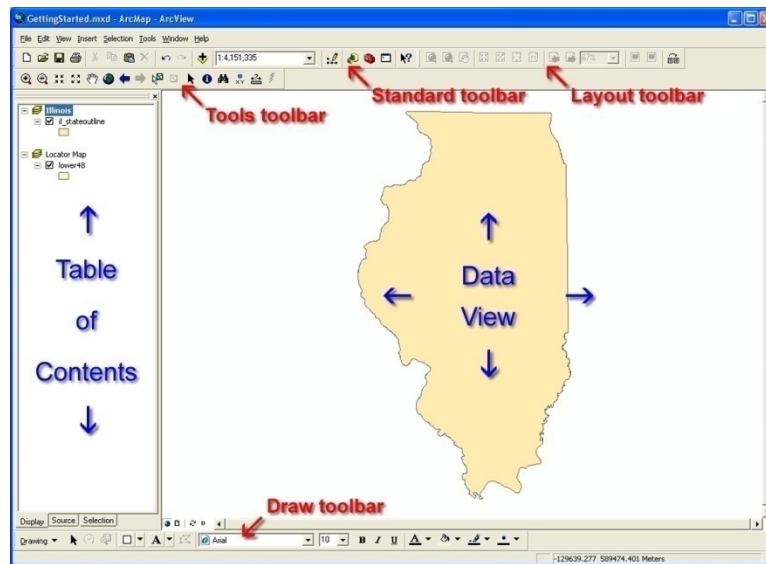 GettingStarted.mxd - ArcMap - ArcView
File Edit View Insert Selection Tools Window Help
1:4,151,335
67%
Standard toolbar
Layout toolbar
Tools toolbar
Illinois
il_stateoutline
Locator Map
lower48
Table
of
Contents
Data
View
Draw toolbar
Display Source Selection
Drawing
A
Arial
10
B I U A
-129639.277 589474.401 Meters